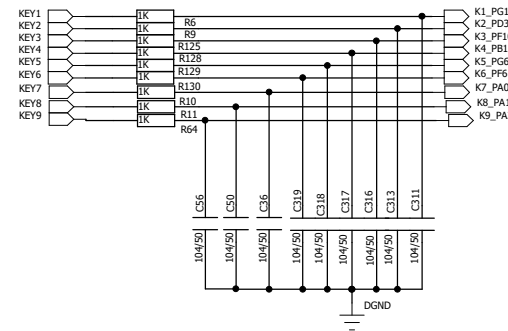 KEY1 1K K1_PG1
R6
KEY2 1K K2_PD3
R9
KEY3 1K K3_PF1
R125
KEY4 1K K4_PB1
R128
KEY5 1K K5_PG6
R129
KEY6 1K K6_PF6
R130
KEY7 1K K7_PA0
R10
KEY8 1K K8_PA1
R11
KEY9 1K K9_PA
R64
C56 C50 C36 C319 C318 C317 C316 C313 C311
104/50 104/50 104/50 104/50 104/50 104/50 104/50 104/50 104/50
DGND